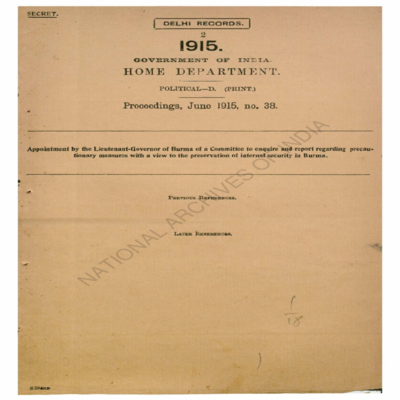 SECRET.
DELHI RECORDS.
2
1915.
GOVERNMENT OF INDIA.
HOME DEPARTMENT.
POLITICAL—D. (PRINT.)
Proceedings, June 1915, no. 38.
Appointment by the Lieutenant-Governor of Burma of a Committee to enquire and report regarding precau-
tionary measures with a view to the preservation of internal security in Burma.
PREVIOUS REFERENCES.
LATER REFERENCES.
NATIONAL ARCHIVES OF INDIA